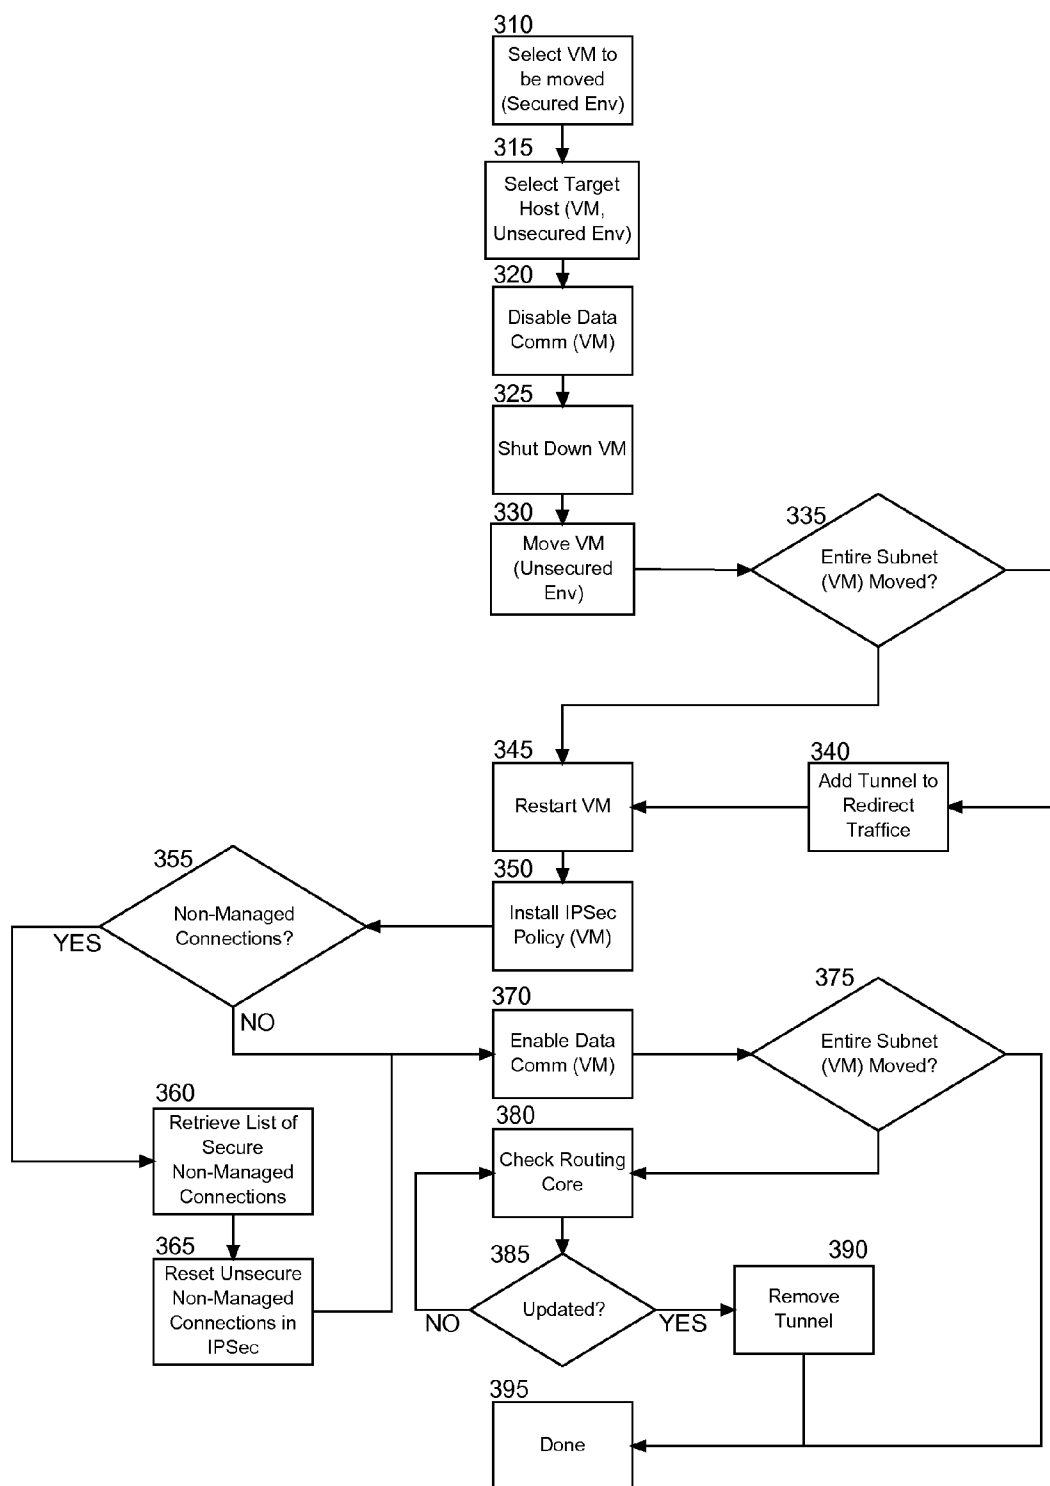 310
Select VM to
be moved
(Secured Env)
315
Select Target
Host (VM,
Unsecured Env)
320
Disable Data
Comm (VM)
325
Shut Down VM
330
Move VM
(Unsecured
Env)
335
Entire Subnet
(VM) Moved?
345
Restart VM
340
Add Tunnel to
Redirect
Traffice
350
Install IPSec
Policy (VM)
355
Non-Managed
Connections?
YES
NO
360
Retrieve List of
Secure
Non-Managed
Connections
365
Reset Unsecure
Non-Managed
Connections in
IPSec
370
Enable Data
Comm (VM)
375
Entire Subnet
(VM) Moved?
380
Check Routing
Core
385
Updated?
NO
YES
390
Remove
Tunnel
395
Done